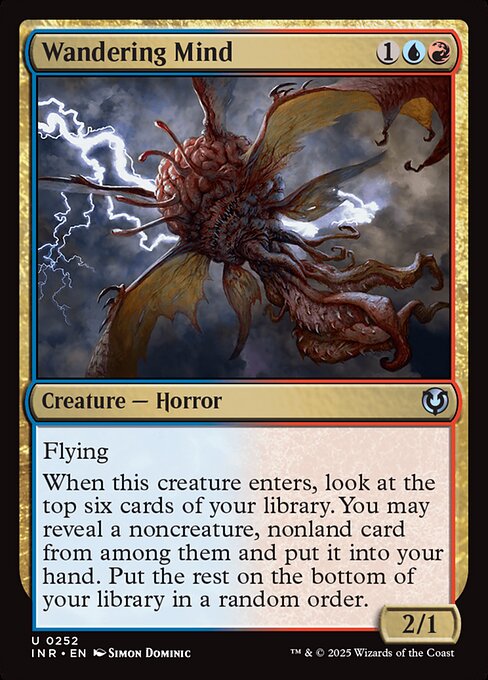 Wandering Mind 1
Creature — Horror
Flying
When this creature enters, look at the
top six cards of your library. You may
reveal a noncreature, nonland card
from among them and put it into your
hand. Put the rest on the bottom of
your library in a random order.
2/1
U 0252
INR • EN Simon Dominic ™ & © 2025 Wizards of the Coast